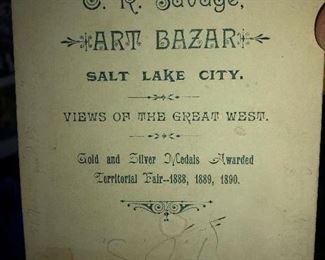 C. R. Savage,
ART BAZAR
SALT LAKE CITY.
VIEWS OF THE GREAT WEST.
Gold and Silver Medals Awarded
Territorial Fair--1888, 1889, 1890.